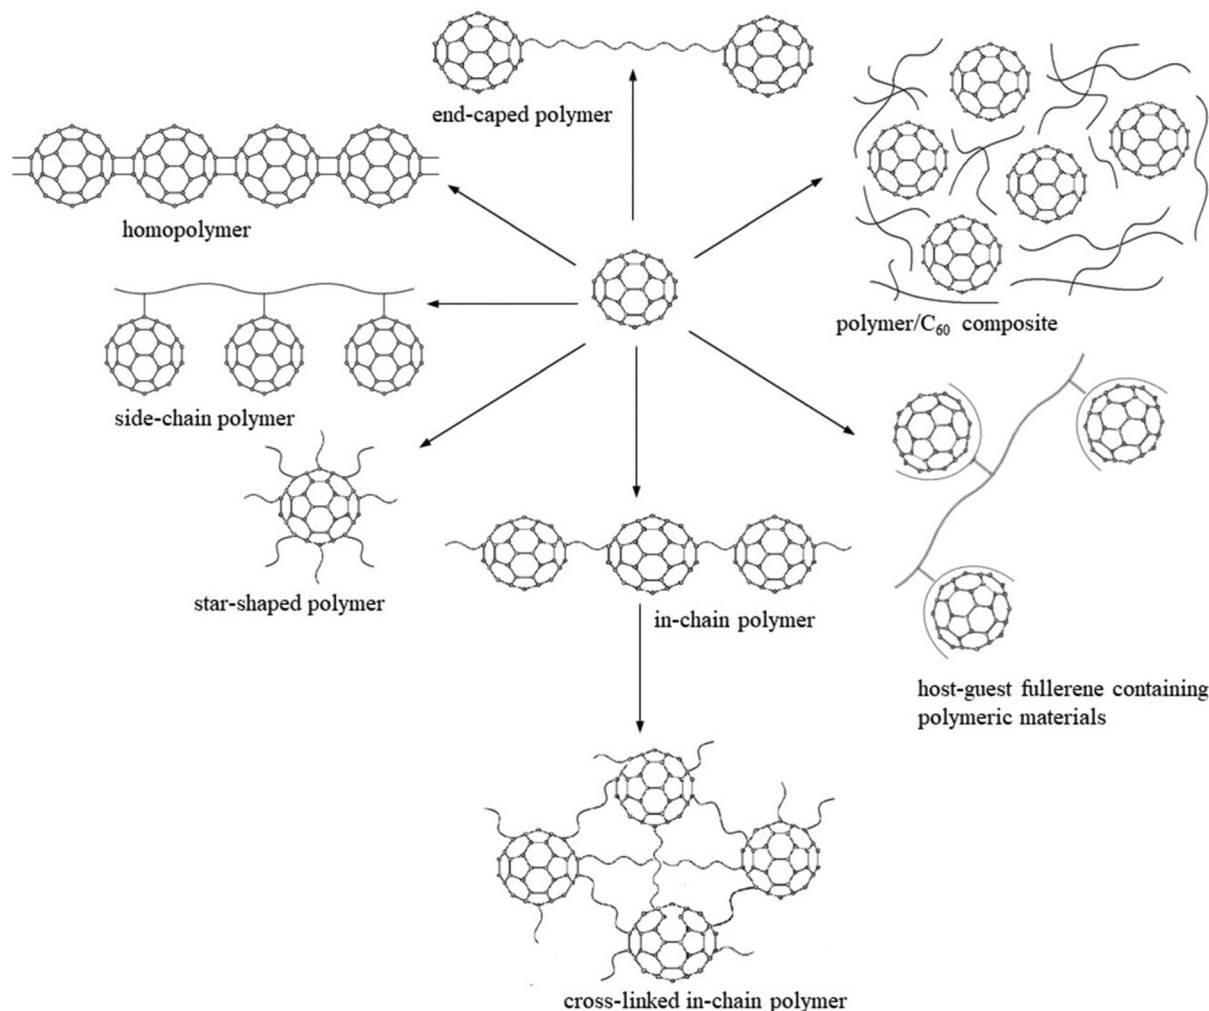 end-caped polymer
homopolymer
polymer/C₆₀ composite
side-chain polymer
star-shaped polymer
in-chain polymer
host-guest fullerene containing
polymeric materials
cross-linked in-chain polymer